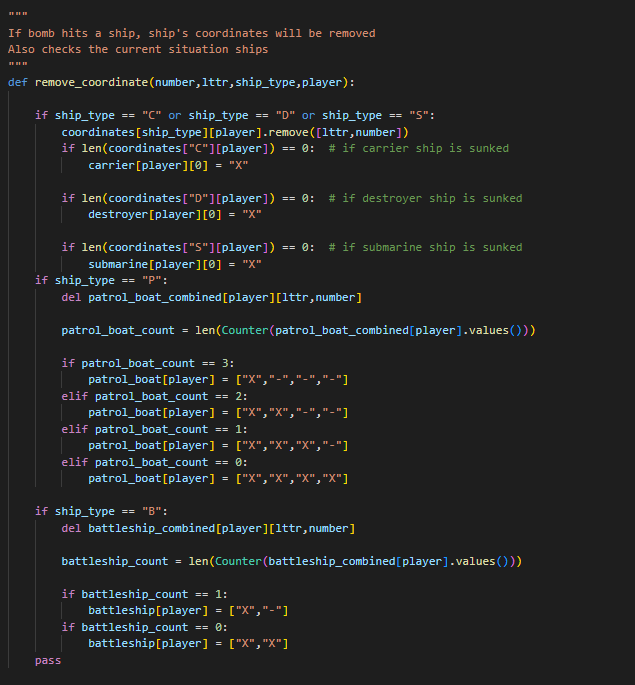 """
If bomb hits a ship, ship's coordinates will be removed
Also checks the current situation ships
"""
def remove_coordinate(number,lttr,ship_type,player):
    if ship_type == "C" or ship_type == "D" or ship_type == "S":
        coordinates[ship_type][player].remove([lttr,number])
        if len(coordinates["C"][player]) == 0:  # if carrier ship is sunked
            carrier[player][0] = "X"
        if len(coordinates["D"][player]) == 0:  # if destroyer ship is sunked
            destroyer[player][0] = "X"
        if len(coordinates["S"][player]) == 0:  # if submarine ship is sunked
            submarine[player][0] = "X"
    if ship_type == "P":
        del patrol_boat_combined[player][lttr,number]
        patrol_boat_count = len(Counter(patrol_boat_combined[player].values()))
        if patrol_boat_count == 3:
            patrol_boat[player] = ["X","-","-","-"]
        elif patrol_boat_count == 2:
            patrol_boat[player] = ["X","X","-","-"]
        elif patrol_boat_count == 1:
            patrol_boat[player] = ["X","X","X","-"]
        elif patrol_boat_count == 0:
            patrol_boat[player] = ["X","X","X","X"]
    if ship_type == "B":
        del battleship_combined[player][lttr,number]
        battleship_count = len(Counter(battleship_combined[player].values()))
        if battleship_count == 1:
            battleship[player] = ["X","-"]
        if battleship_count == 0:
            battleship[player] = ["X","X"]
    pass